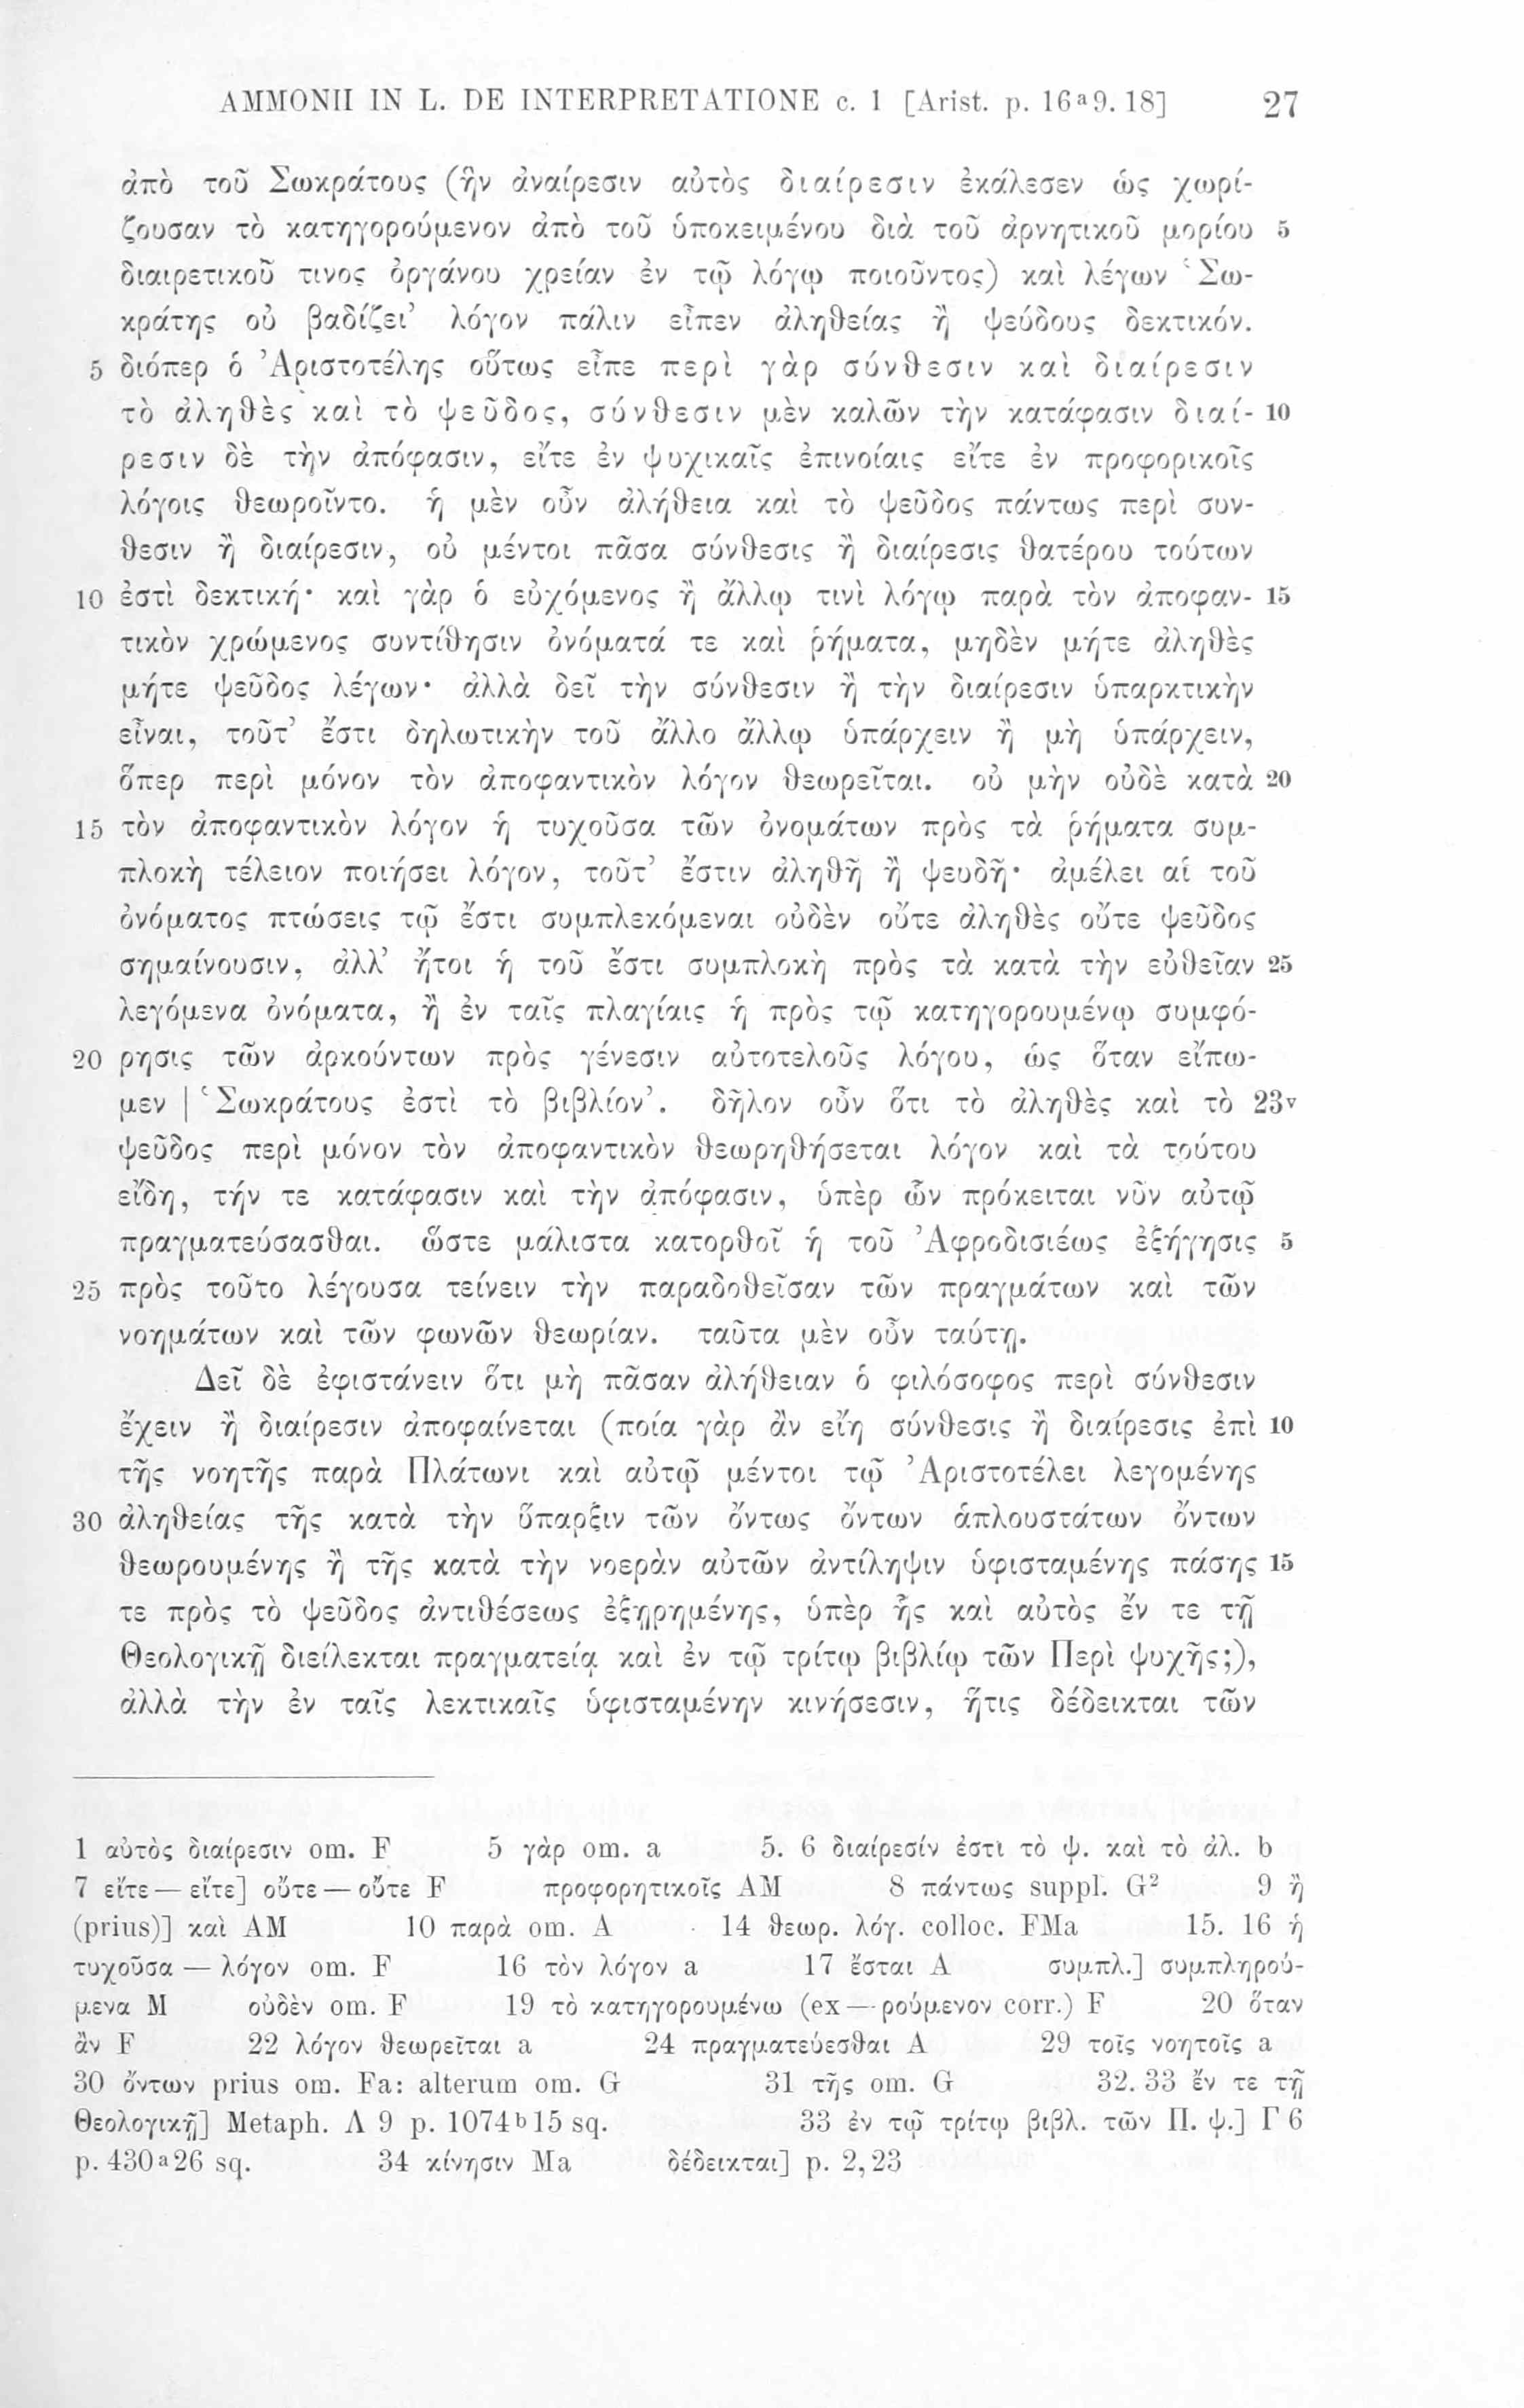 AMMONII IN L. DE INTERPRETATIONE c. 1 [Arist. p. 16ᵃ9. 18] 27
ἀπὸ τοῦ Σωκράτους (ἣν ἀναίρεσιν αὐτὸς διαίρεσιν ἐκάλεσεν ὡς χωρί-
ζουσαν τὸ κατηγορούμενον ἀπὸ τοῦ ὑποκειμένου διὰ τοῦ ἀρνητικοῦ μορίου 5
διαιρετικοῦ τινος ὀργάνου χρείαν ἐν τῷ λόγῳ ποιοῦντος) καὶ λέγων ‘Σω-
κράτης οὐ βαδίζει’ λόγον πάλιν εἶπεν ἀληθείας ἢ ψεύδους δεκτικόν.
5 διόπερ ὁ Ἀριστοτέλης οὕτως εἶπε περὶ γὰρ σύνθεσιν καὶ διαίρεσιν
τὸ ἀληθὲς καὶ τὸ ψεῦδος, σύνθεσιν μὲν καλῶν τὴν κατάφασιν διαί- 10
ρεσιν δὲ τὴν ἀπόφασιν, εἴτε ἐν ψυχικαῖς ἐπινοίαις εἴτε ἐν προφορικοῖς
λόγοις θεωροῖντο. ἡ μὲν οὖν ἀλήθεια καὶ τὸ ψεῦδος πάντως περὶ συν-
θεσιν ἢ διαίρεσιν, οὐ μέντοι πᾶσα σύνθεσις ἢ διαίρεσις θατέρου τούτων
10 ἐστὶ δεκτική· καὶ γὰρ ὁ εὐχόμενος ἢ ἄλλῳ τινὶ λόγῳ παρὰ τὸν ἀποφαν- 15
τικὸν χρώμενος συντίθησιν ὀνόματά τε καὶ ῥήματα, μηδὲν μήτε ἀληθὲς
μήτε ψεῦδος λέγων· ἀλλὰ δεῖ τὴν σύνθεσιν ἢ τὴν διαίρεσιν ὑπαρκτικὴν
εἶναι, τοῦτ’ ἔστι δηλωτικὴν τοῦ ἄλλο ἄλλῳ ὑπάρχειν ἢ μὴ ὑπάρχειν,
ὅπερ περὶ μόνον τὸν ἀποφαντικὸν λόγον θεωρεῖται. οὐ μὴν οὐδὲ κατὰ 20
15 τὸν ἀποφαντικὸν λόγον ἡ τυχοῦσα τῶν ὀνομάτων πρὸς τὰ ῥήματα συμ-
πλοκὴ τέλειον ποιήσει λόγον, τοῦτ’ ἔστιν ἀληθῆ ἢ ψευδῆ· ἀμέλει αἱ τοῦ
ὀνόματος πτώσεις τῷ ἔστι συμπλεκόμεναι οὐδὲν οὔτε ἀληθὲς οὔτε ψεῦδος
σημαίνουσιν, ἀλλ’ ἤτοι ἡ τοῦ ἔστι συμπλοκὴ πρὸς τὰ κατὰ τὴν εὐθεῖαν 25
λεγόμενα ὀνόματα, ἢ ἐν ταῖς πλαγίαις ἡ πρὸς τῷ κατηγορουμένῳ συμφό-
20 ρησις τῶν ἀρκούντων πρὸς γένεσιν αὐτοτελοῦς λόγου, ὡς ὅταν εἴπω-
μεν | ‘Σωκράτους ἐστὶ τὸ βιβλίον’. δῆλον οὖν ὅτι τὸ ἀληθὲς καὶ τὸ 23ᵛ
ψεῦδος περὶ μόνον τὸν ἀποφαντικὸν θεωρηθήσεται λόγον καὶ τὰ τούτου
εἴδη, τήν τε κατάφασιν καὶ τὴν ἀπόφασιν, ὑπὲρ ὧν πρόκειται νῦν αὐτῷ
πραγματεύσασθαι. ὥστε μάλιστα κατορθοῖ ἡ τοῦ Ἀφροδισιέως ἐξήγησις 5
25 πρὸς τοῦτο λέγουσα τείνειν τὴν παραδοθεῖσαν τῶν πραγμάτων καὶ τῶν
νοημάτων καὶ τῶν φωνῶν θεωρίαν. ταῦτα μὲν οὖν ταύτῃ.
Δεῖ δὲ ἐφιστάνειν ὅτι μὴ πᾶσαν ἀλήθειαν ὁ φιλόσοφος περὶ σύνθεσιν
ἔχειν ἢ διαίρεσιν ἀποφαίνεται (ποία γὰρ ἂν εἴη σύνθεσις ἢ διαίρεσις ἐπὶ 10
τῆς νοητῆς παρὰ Πλάτωνι καὶ αὐτῷ μέντοι τῷ Ἀριστοτέλει λεγομένης
30 ἀληθείας τῆς κατὰ τὴν ὕπαρξιν τῶν ὄντως ὄντων ἁπλουστάτων ὄντων
θεωρουμένης ἢ τῆς κατὰ τὴν νοερὰν αὐτῶν ἀντίληψιν ὑφισταμένης πάσης 15
τε πρὸς τὸ ψεῦδος ἀντιθέσεως ἐξῃρημένης, ὑπὲρ ἧς καὶ αὐτὸς ἔν τε τῇ
Θεολογικῇ διείλεκται πραγματείᾳ καὶ ἐν τῷ τρίτῳ βιβλίῳ τῶν Περὶ ψυχῆς;),
ἀλλὰ τὴν ἐν ταῖς λεκτικαῖς ὑφισταμένην κινήσεσιν, ἥτις δέδεικται τῶν
1 αὐτὸς διαίρεσιν om. F 5 γὰρ om. a 5. 6 διαίρεσίν ἐστι τὸ ψ. καὶ τὸ ἀλ. b
7 εἴτε — εἴτε] οὔτε — οὔτε F προφορητικοῖς AM 8 πάντως suppl. G² 9 ἢ
(prius)] καὶ AM 10 παρὰ om. A 14 θεωρ. λόγ. colloc. FMa 15. 16 ἡ
τυχοῦσα — λόγον om. F 16 τὸν λόγον a 17 ἔσται A συμπλ.] συμπληρού-
μενα M οὐδὲν om. F 19 τὸ κατηγορουμένω (ex — ρούμενον corr.) F 20 ὅταν
ἂν F 22 λόγον θεωρεῖται a 24 πραγματεύεσθαι A 29 τοῖς νοητοῖς a
30 ὄντων prius om. Fa: alterum om. G 31 τῆς om. G 32. 33 ἔν τε τῇ
Θεολογικῇ] Metaph. Λ 9 p. 1074ᵇ15 sq. 33 ἐν τῷ τρίτῳ βιβλ. τῶν Π. ψ.] Γ 6
p. 430ᵃ26 sq. 34 κίνησιν Ma δέδεικται] p. 2,23